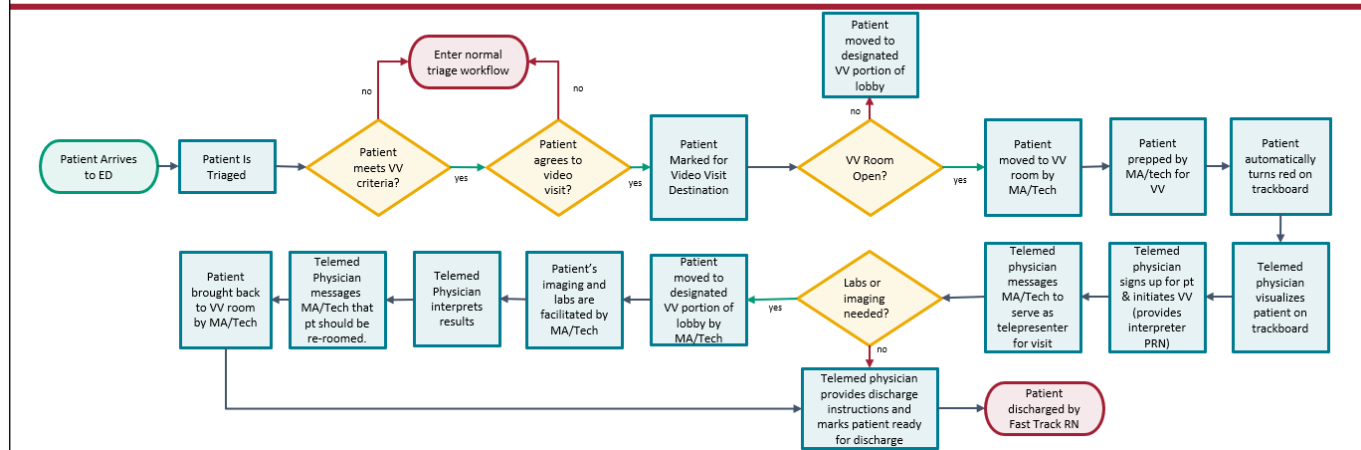 Patient
moved to
designated
VV portion of
lobby
Enter normal
triage workflow
no
no
no
Patient Arrives
to ED
Patient Is
Triaged
Patient
meets VV
criteria?
yes
Patient
agrees to
video
visit?
yes
Patient
Marked for
Video Visit
Destination
VV Room
Open?
yes
Patient
moved to VV
room by
MA/Tech
Patient
prepped by
MA/tech for
VV
Patient
automatically
turns red on
trackboard
Telemed
physician
visualizes
patient on
trackboard
Telemed
physician
signs up for pt
& initiates VV
(provides
interpreter
PRN)
Telemed
physician
messages
MA/Tech to
serve as
telepresenter
for visit
Labs or
imaging
needed?
yes
Patient
moved to
designated
VV portion of
lobby by
MA/Tech
Patient's
imaging and
labs are
facilitated by
MA/Tech
Telemed
Physician
interprets
results
Telemed
Physician
messages
MA/Tech that
pt should be
re-roomed.
Patient
brought back
to VV room
by MA/Tech
no
Telemed physician
provides discharge
instructions and
marks patient ready
for discharge
Patient
discharged by
Fast Track RN